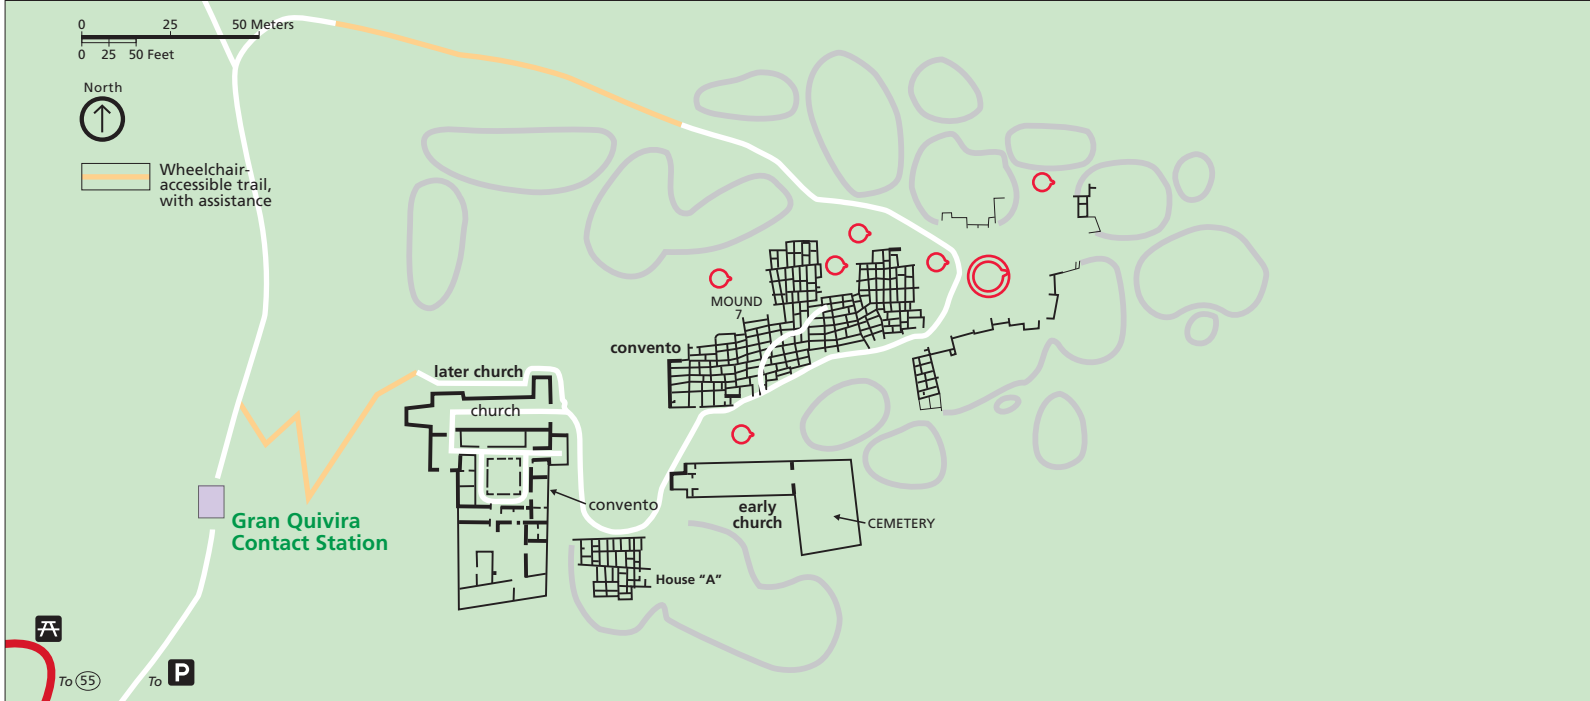 0 25 50 Meters
0 25 50 Feet
North
Wheelchair-
accessible trail,
with assistance
MOUND
7
convento
later church
church
convento
early
church
CEMETERY
Gran Quivira
Contact Station
House “A”
To 55
To P